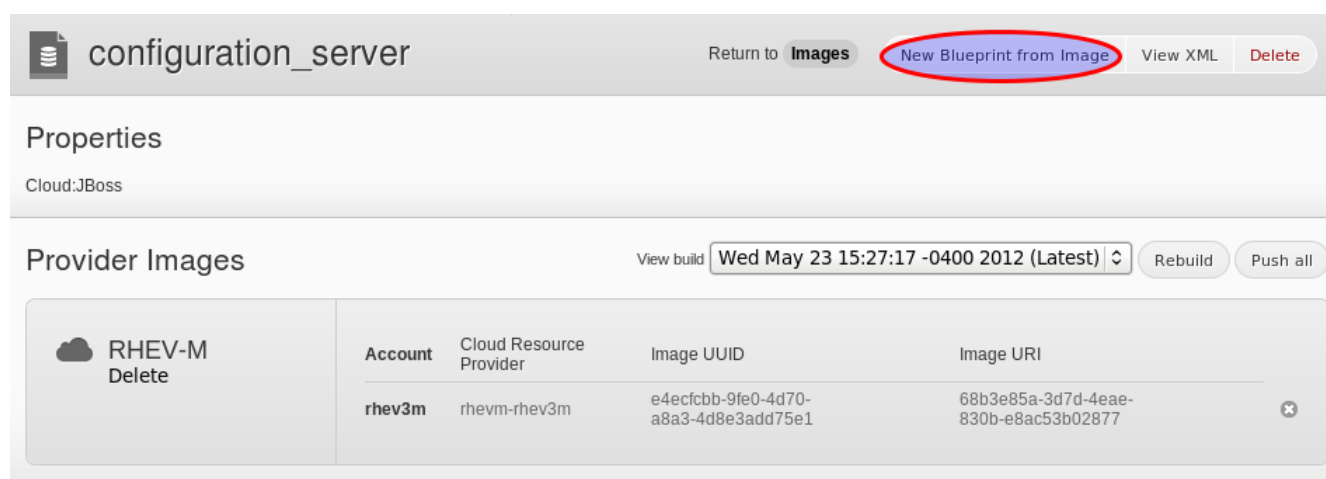 configuration_server
Return to Images New Blueprint from Image View XML Delete
Properties
Cloud:JBoss
Provider Images
View build Wed May 23 15:27:17 -0400 2012 (Latest) Rebuild Push all
RHEV-M
Delete
Account Cloud Resource Provider Image UUID Image URI
rhev3m rhevm-rhev3m e4ecfcbb-9fe0-4d70-a8a3-4d8e3add75e1 68b3e85a-3d7d-4eae-830b-e8ac53b02877